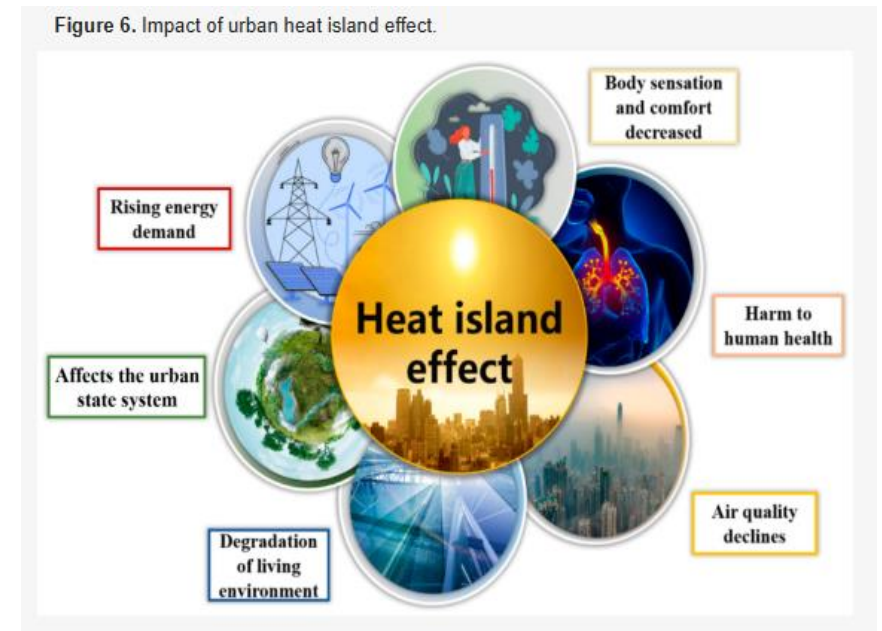 Figure 6. Impact of urban heat island effect.
Body sensation
and comfort
decreased
Rising energy
demand
Heat island
effect
Harm to
human health
Affects the urban
state system
Air quality
declines
Degradation
of living
environment